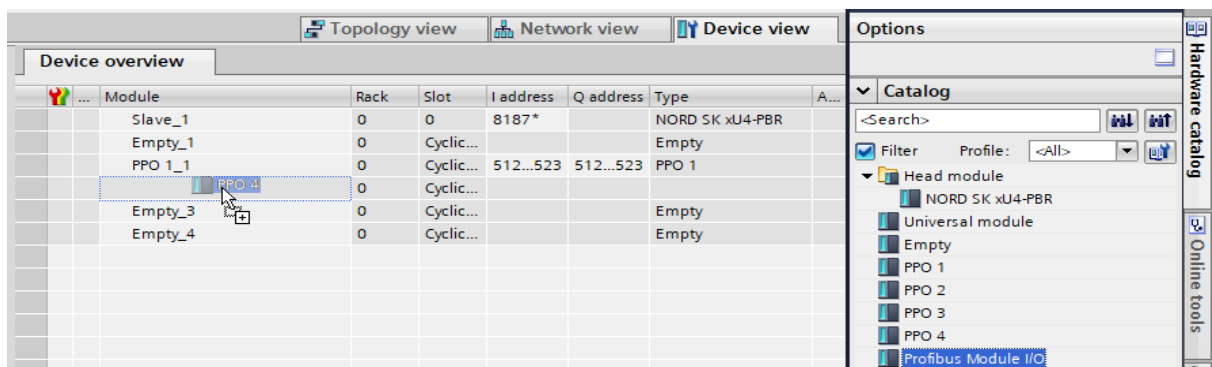 Topology view Network view Device view Options
Device overview
... Module Rack Slot I address Q address Type A... Catalog
Slave_1 0 0 8187* NORD SK xU4-PBR <Search>
Empty_1 0 Cyclic... Empty Filter Profile: <All>
PPO 1_1 0 Cyclic... 512...523 512...523 PPO 1 Head module
PPO 4 0 Cyclic... NORD SK xU4-PBR
Empty_3 0 Cyclic... Empty Universal module
Empty_4 0 Cyclic... Empty Empty
PPO 1
PPO 2
PPO 3
PPO 4
Profibus Module I/O
Hardware catalog
Online tools